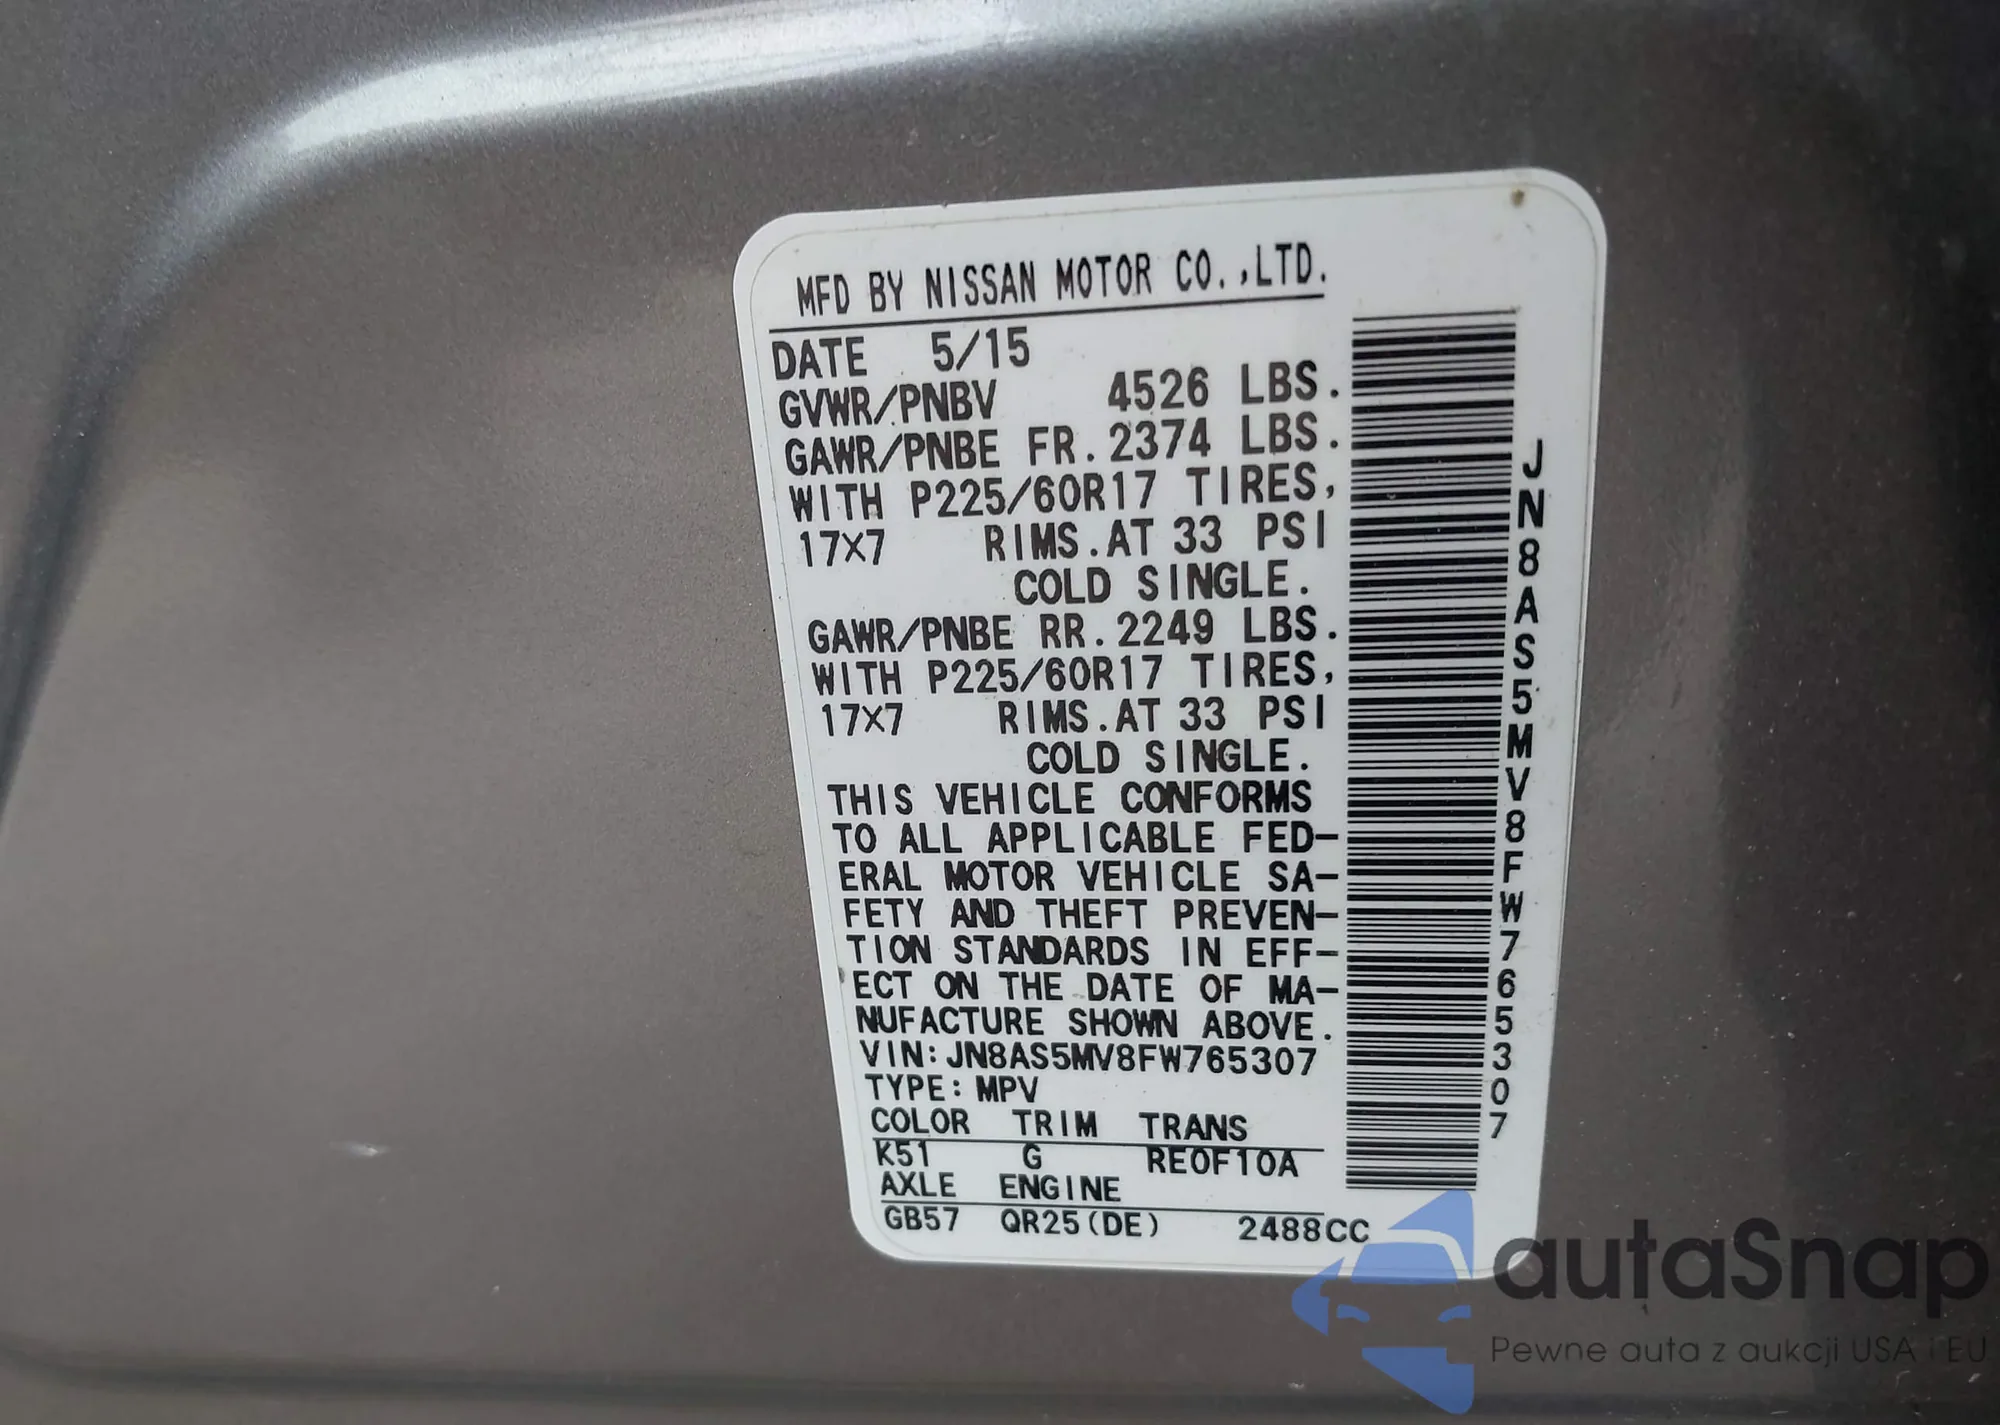 MFD BY NISSAN MOTOR CO.,LTD.
DATE 5/15
GVWR/PNBV 4526 LBS.
GAWR/PNBE FR. 2374 LBS.
WITH P225/60R17 TIRES,
17X7 RIMS.AT 33 PSI
COLD SINGLE.
GAWR/PNBE RR. 2249 LBS.
WITH P225/60R17 TIRES,
17X7 RIMS.AT 33 PSI
COLD SINGLE.
THIS VEHICLE CONFORMS
TO ALL APPLICABLE FED-
ERAL MOTOR VEHICLE SA-
FETY AND THEFT PREVEN-
TION STANDARDS IN EFF-
ECT ON THE DATE OF MA-
NUFACTURE SHOWN ABOVE.
VIN:JN8AS5MV8FW765307
TYPE:MPV
COLOR TRIM TRANS
K51 G RE0F10A
AXLE ENGINE
GB57 QR25(DE) 2488CC
JN8AS5MV8FW765307
autaSnap
Pewne auta z aukcji USA i EU